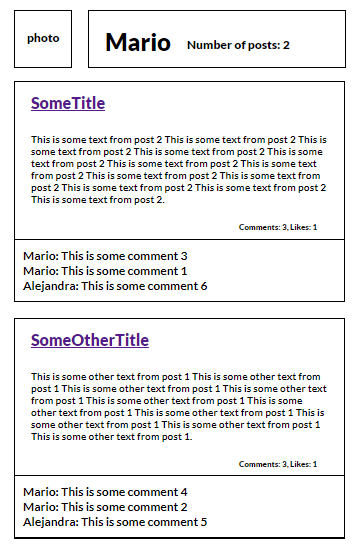 photo
Mario Number of posts: 2
SomeTitle
This is some text from post 2 This is some text from post 2 This is
some text from post 2 This is some text from post 2 This is some
text from post 2 This is some text from post 2 This is some text
from post 2 This is some text from post 2 This is some text from
post 2 This is some text from post 2 This is some text from post 2
This is some text from post 2.
Comments: 3, Likes: 1
Mario: This is some comment 3
Mario: This is some comment 1
Alejandra: This is some comment 6
SomeOtherTitle
This is some other text from post 1 This is some other text from
post 1 This is some other text from post 1 This is some other text
from post 1 This is some other text from post 1 This is some
other text from post 1 This is some other text from post 1 This is
some other text from post 1 This is some other text from post 1
This is some other text from post 1.
Comments: 3, Likes: 1
Mario: This is some comment 4
Mario: This is some comment 2
Alejandra: This is some comment 5